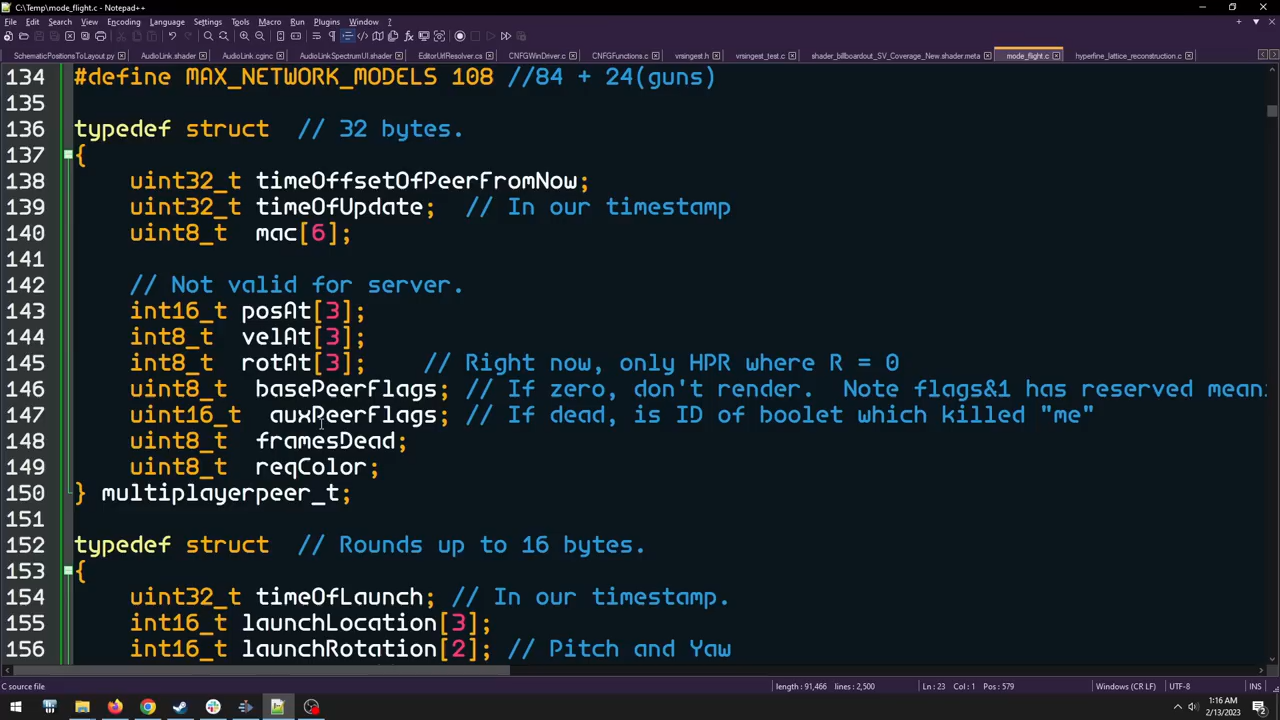 C:\Temp\mode_flight.c - Notepad++
File Edit Search View Encoding Language Settings Tools Macro Run Plugins Window ?
SchematicPositionsToLayout.py AudioLink.shader AudioLink.cginc AudioLinkSpectrumUI.shader EditorUrlResolver.cs CNFGWinDriver.c CNFGFunctions.c vrsingest.h vrsingest_test.c shader_billboardout_SV_Coverage_New.shader.meta mode_flight.c hyperfine_lattice_reconstruction.c
134 #define MAX_NETWORK_MODELS 108 //84 + 24(guns)
135
136 typedef struct // 32 bytes.
137 {
138 uint32_t timeOffsetOfPeerFromNow;
139 uint32_t timeOfUpdate; // In our timestamp
140 uint8_t mac[6];
141
142 // Not valid for server.
143 int16_t posAt[3];
144 int8_t velAt[3];
145 int8_t rotAt[3]; // Right now, only HPR where R = 0
146 uint8_t basePeerFlags; // If zero, don't render. Note flags&1 has reserved mean
147 uint16_t auxPeerFlags; // If dead, is ID of boolet which killed "me"
148 uint8_t framesDead;
149 uint8_t reqColor;
150 } multiplayerpeer_t;
151
152 typedef struct // Rounds up to 16 bytes.
153 {
154 uint32_t timeOfLaunch; // In our timestamp.
155 int16_t launchLocation[3];
156 int16_t launchRotation[2]; // Pitch and Yaw
C source file length : 91,466 lines : 2,500 Ln : 23 Col : 1 Pos : 579 Windows (CR LF) UTF-8 INS
1:16 AM
2/13/2023
2